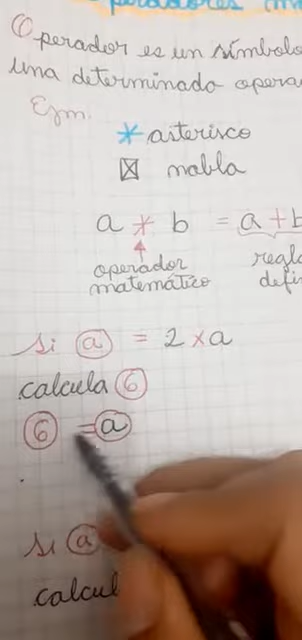 Operador es un símbolo
una determinado opera
Ejm.
* asterisco
⊠ nabla
a * b = a + b
operador regla
matemático defi
si ⓐ = 2 x a
calcula ⑥
⑥ = ⓐ
si ⓐ
calcul